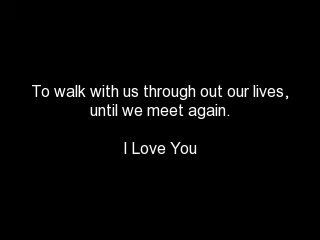 To walk with us through out our lives,
until we meet again.
I Love You